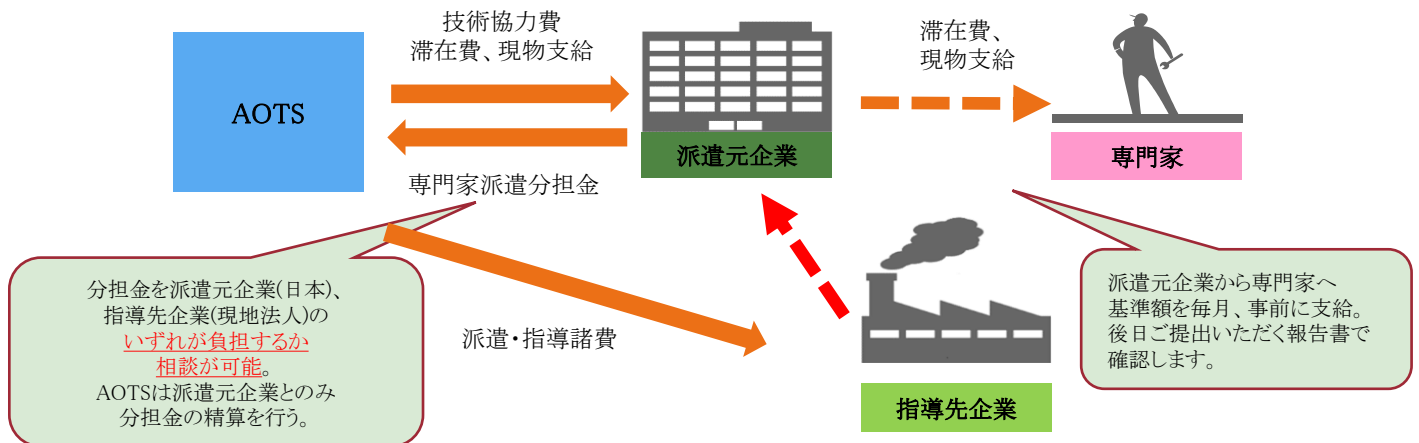 技術協力費
滞在費、現物支給
滞在費、
現物支給
AOTS
派遣元企業
専門家
専門家派遣分担金
分担金を派遣元企業(日本)、
指導先企業(現地法人)の
いずれが負担するか
相談が可能。
AOTSは派遣元企業とのみ
分担金の精算を行う。
派遣・指導諸費
派遣元企業から専門家へ
基準額を毎月、事前に支給。
後日ご提出いただく報告書で
確認します。
指導先企業